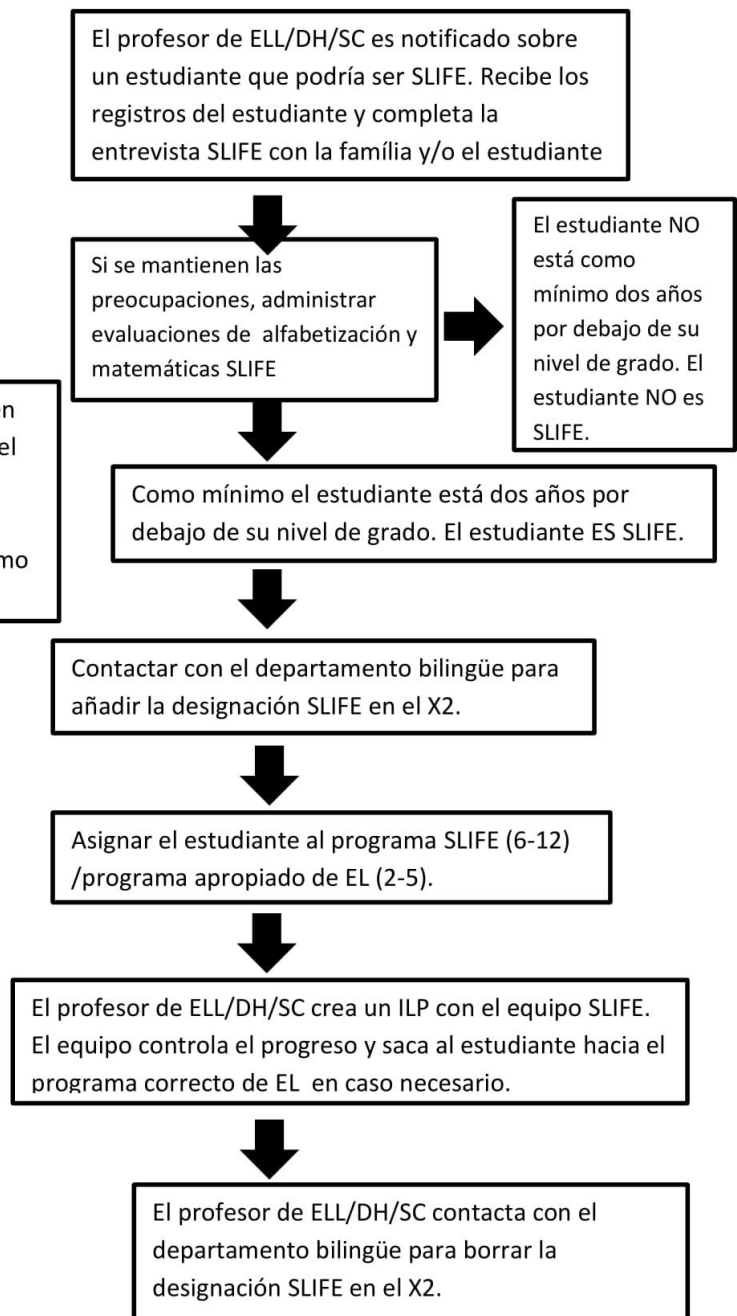 El profesor de ELL/DH/SC es notificado sobre
un estudiante que podría ser SLIFE. Recibe los
registros del estudiante y completa la
entrevista SLIFE con la família y/o el estudiante
Si se mantienen las
preocupaciones, administrar
evaluaciones de alfabetización y
matemáticas SLIFE
El estudiante NO
está como
mínimo dos años
por debajo de su
nivel de grado. El
estudiante NO es
SLIFE.
en
el
Como mínimo el estudiante está dos años por
debajo de su nivel de grado. El estudiante ES SLIFE.
Contactar con el departamento bilingüe para
añadir la designación SLIFE en el X2.
Asignar el estudiante al programa SLIFE (6-12)
/programa apropiado de EL (2-5).
El profesor de ELL/DH/SC crea un ILP con el equipo SLIFE.
El equipo controla el progreso y saca al estudiante hacia el
programa correcto de EL en caso necesario.
El profesor de ELL/DH/SC contacta con el
departamento bilingüe para borrar la
designación SLIFE en el X2.